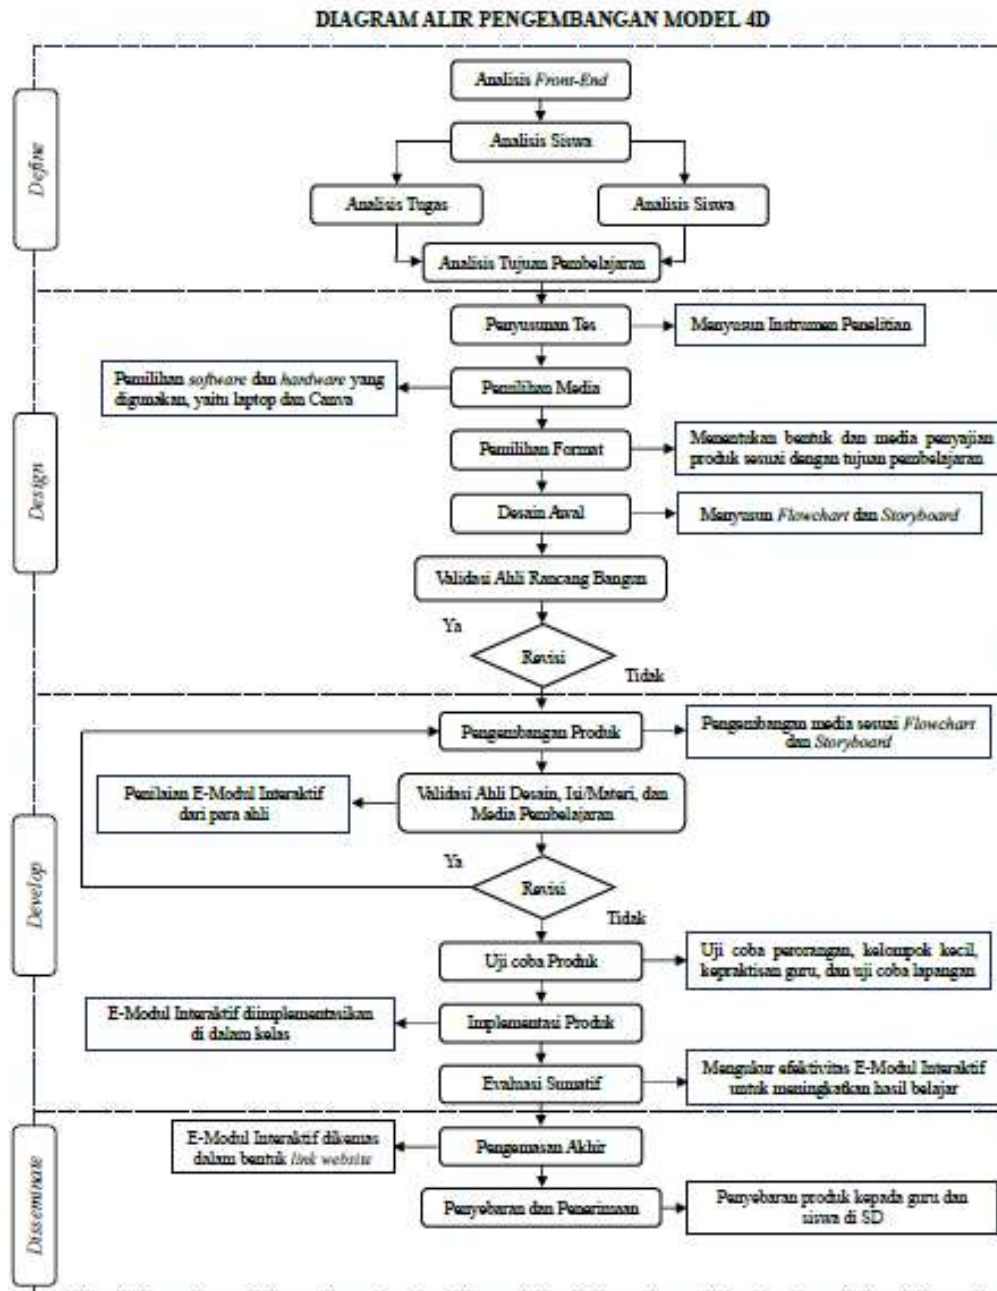 DIAGRAM ALIR PENGEMBANGAN MODEL 4D
Define
Analisis Front-End
Analisis Siswa
Analisis Tugas
Analisis Siswa
Analisis Tujuan Pembelajaran
Design
Penyusunan Tes
Menyusun Instrumen Penelitian
Pemilihan software dan hardware yang
digunakan, yaitu laptop dan Canva
Pemilihan Media
Pemilihan Format
Menentukan bentuk dan media penyajian
produk sesuai dengan tujuan pembelajaran
Desain Awal
Menyusun Flowchart dan Storyboard
Validasi Ahli Rancang Bangun
Ya
Revisi
Tidak
Develop
Pengembangan Produk
Pengembangan media sesuai Flowchart
dan Storyboard
Penilaian E-Modul Interaktif
dari para ahli
Validasi Ahli Desain, Isi/Materi, dan
Media Pembelajaran
Ya
Revisi
Tidak
Uji coba Produk
Uji coba perorangan, kelompok kecil,
kepraktisan guru, dan uji coba lapangan
E-Modul Interaktif diimplementasikan
di dalam kelas
Implementasi Produk
Evaluasi Sumatif
Mengukur efektivitas E-Modul Interaktif
untuk meningkatkan hasil belajar
Disseminate
E-Modul Interaktif dikemas
dalam bentuk link website
Pengemasan Akhir
Penyebaran dan Penerimaan
Penyebaran produk kepada guru dan
siswa di SD